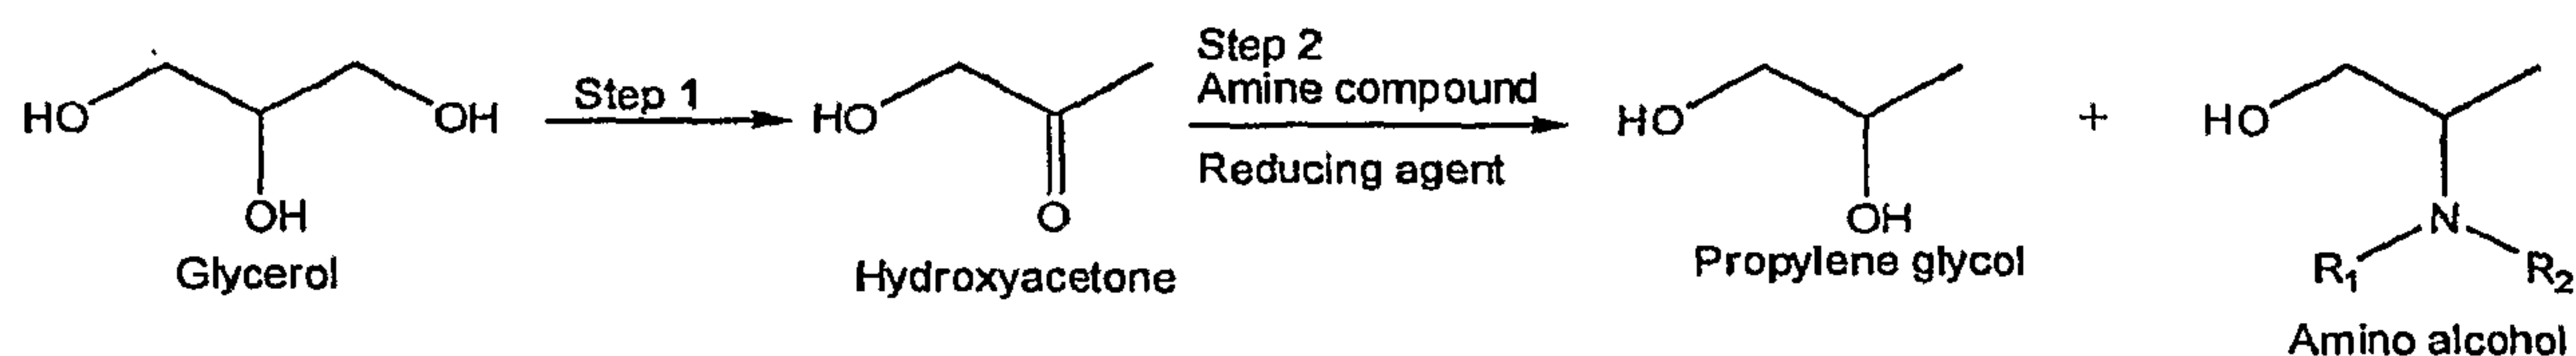 HO
OH
OH
Glycerol
Step 1
HO
O
Hydroxyacetone
Step 2
Amine compound
Reducing agent
HO
OH
Propylene glycol
+
HO
N
R₁
R₂
Amino alcohol